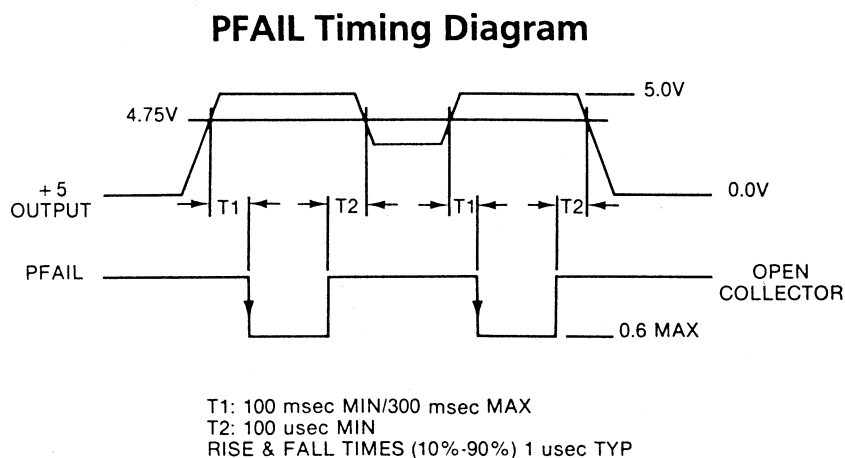 PFAIL Timing Diagram
5.0V
4.75V
+5
OUTPUT
0.0V
T1
T2
T1
T2
PFAIL
OPEN
COLLECTOR
0.6 MAX
T1: 100 msec MIN/300 msec MAX
T2: 100 usec MIN
RISE & FALL TIMES (10%-90%) 1 usec TYP